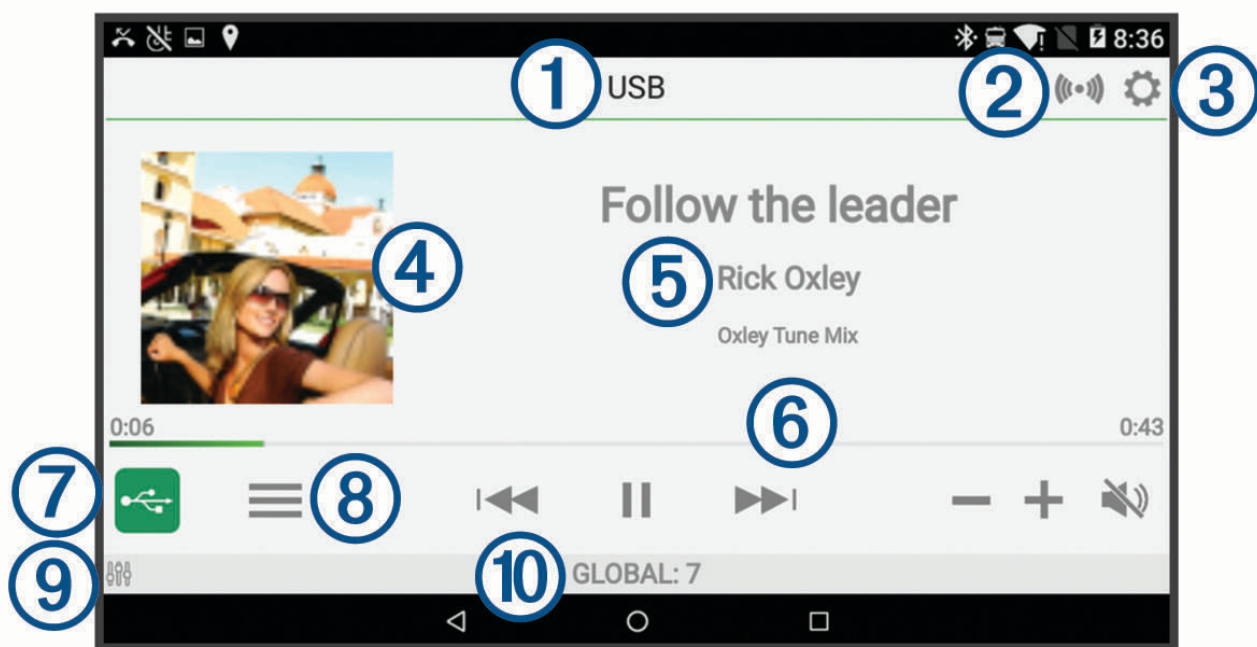 8:36
1 USB 2 3
Follow the leader
4
5 Rick Oxley
Oxley Tune Mix
6
0:06 0:43
7
8
9
10 GLOBAL: 7